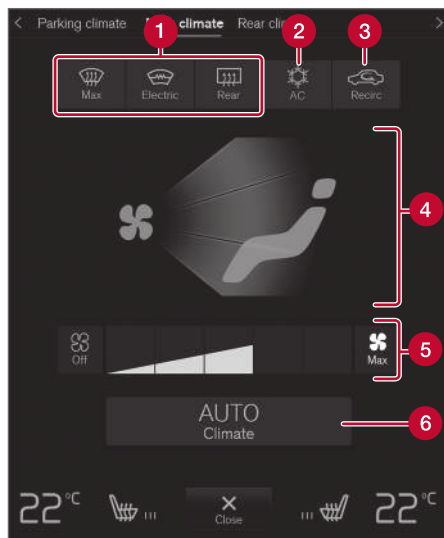 Parking climate climate Rear
1 2 3
Max Electric Rear AC Recirc
4
Off Max 5
AUTO
Climate 6
22°C Close 22°C